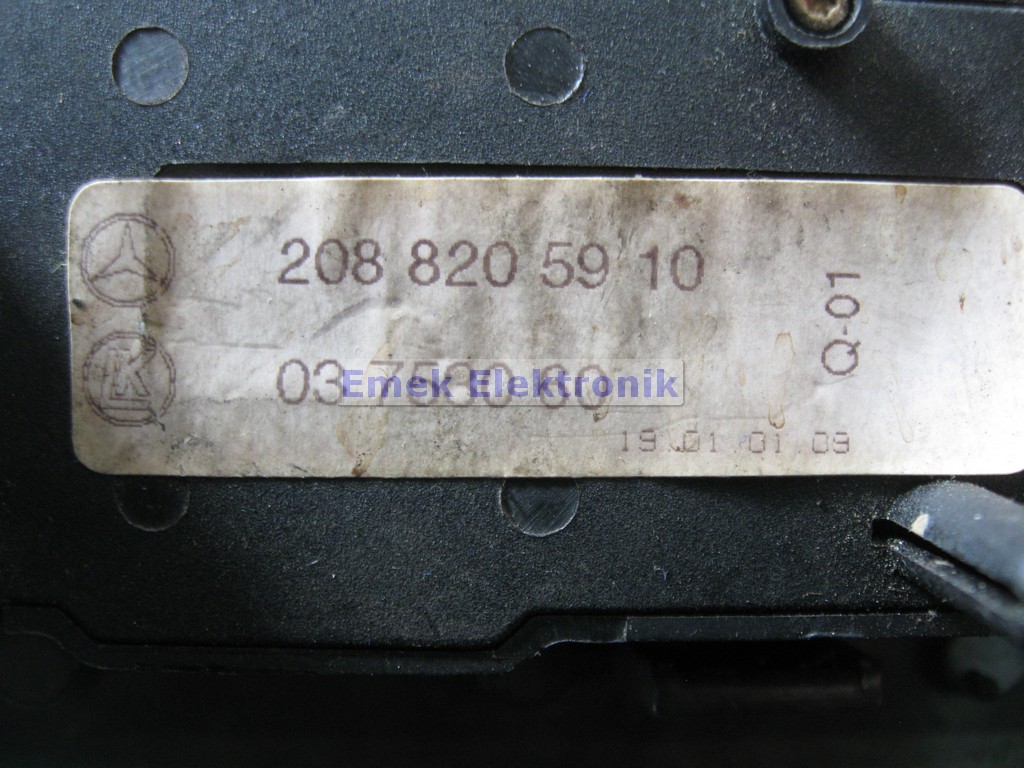 208 820 59 10
Q-01
Emek Elektronik
19 01 01 09